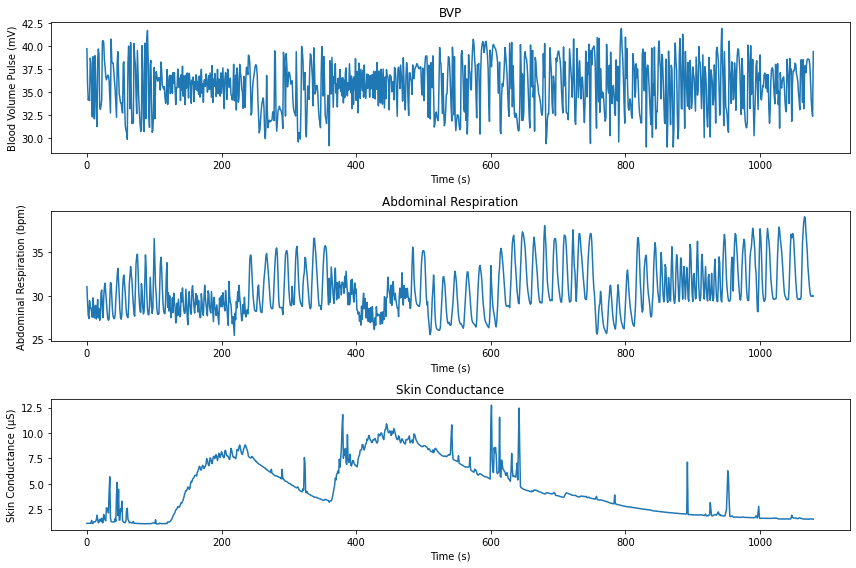 BVP
Blood Volume Pulse (mV)
42.5
40.0
37.5
35.0
32.5
30.0
0 200 400 600 800 1000
Time (s)
Abdominal Respiration
Abdominal Respiration (bpm)
35
30
25
0 200 400 600 800 1000
Time (s)
Skin Conductance
Skin Conductance (μS)
12.5
10.0
7.5
5.0
2.5
0 200 400 600 800 1000
Time (s)